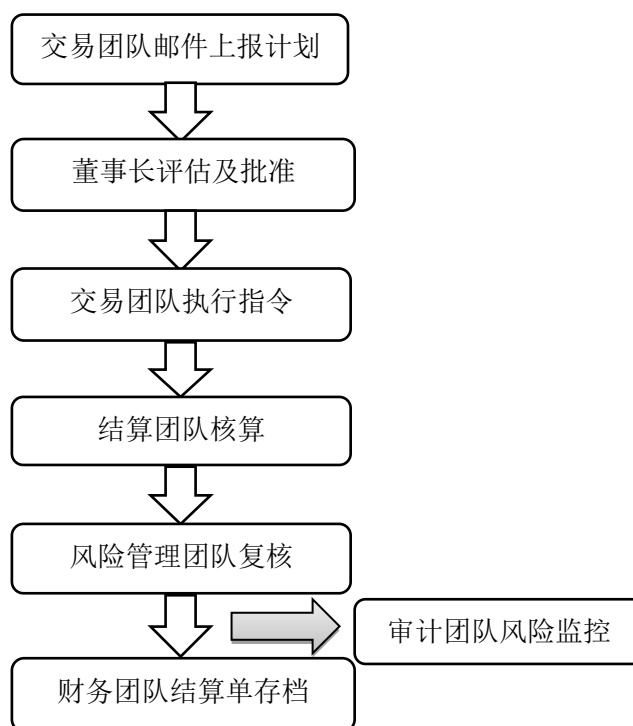 交易团队邮件上报计划
董事长评估及批准
交易团队执行指令
结算团队核算
风险管理团队复核
审计团队风险监控
财务团队结算单存档